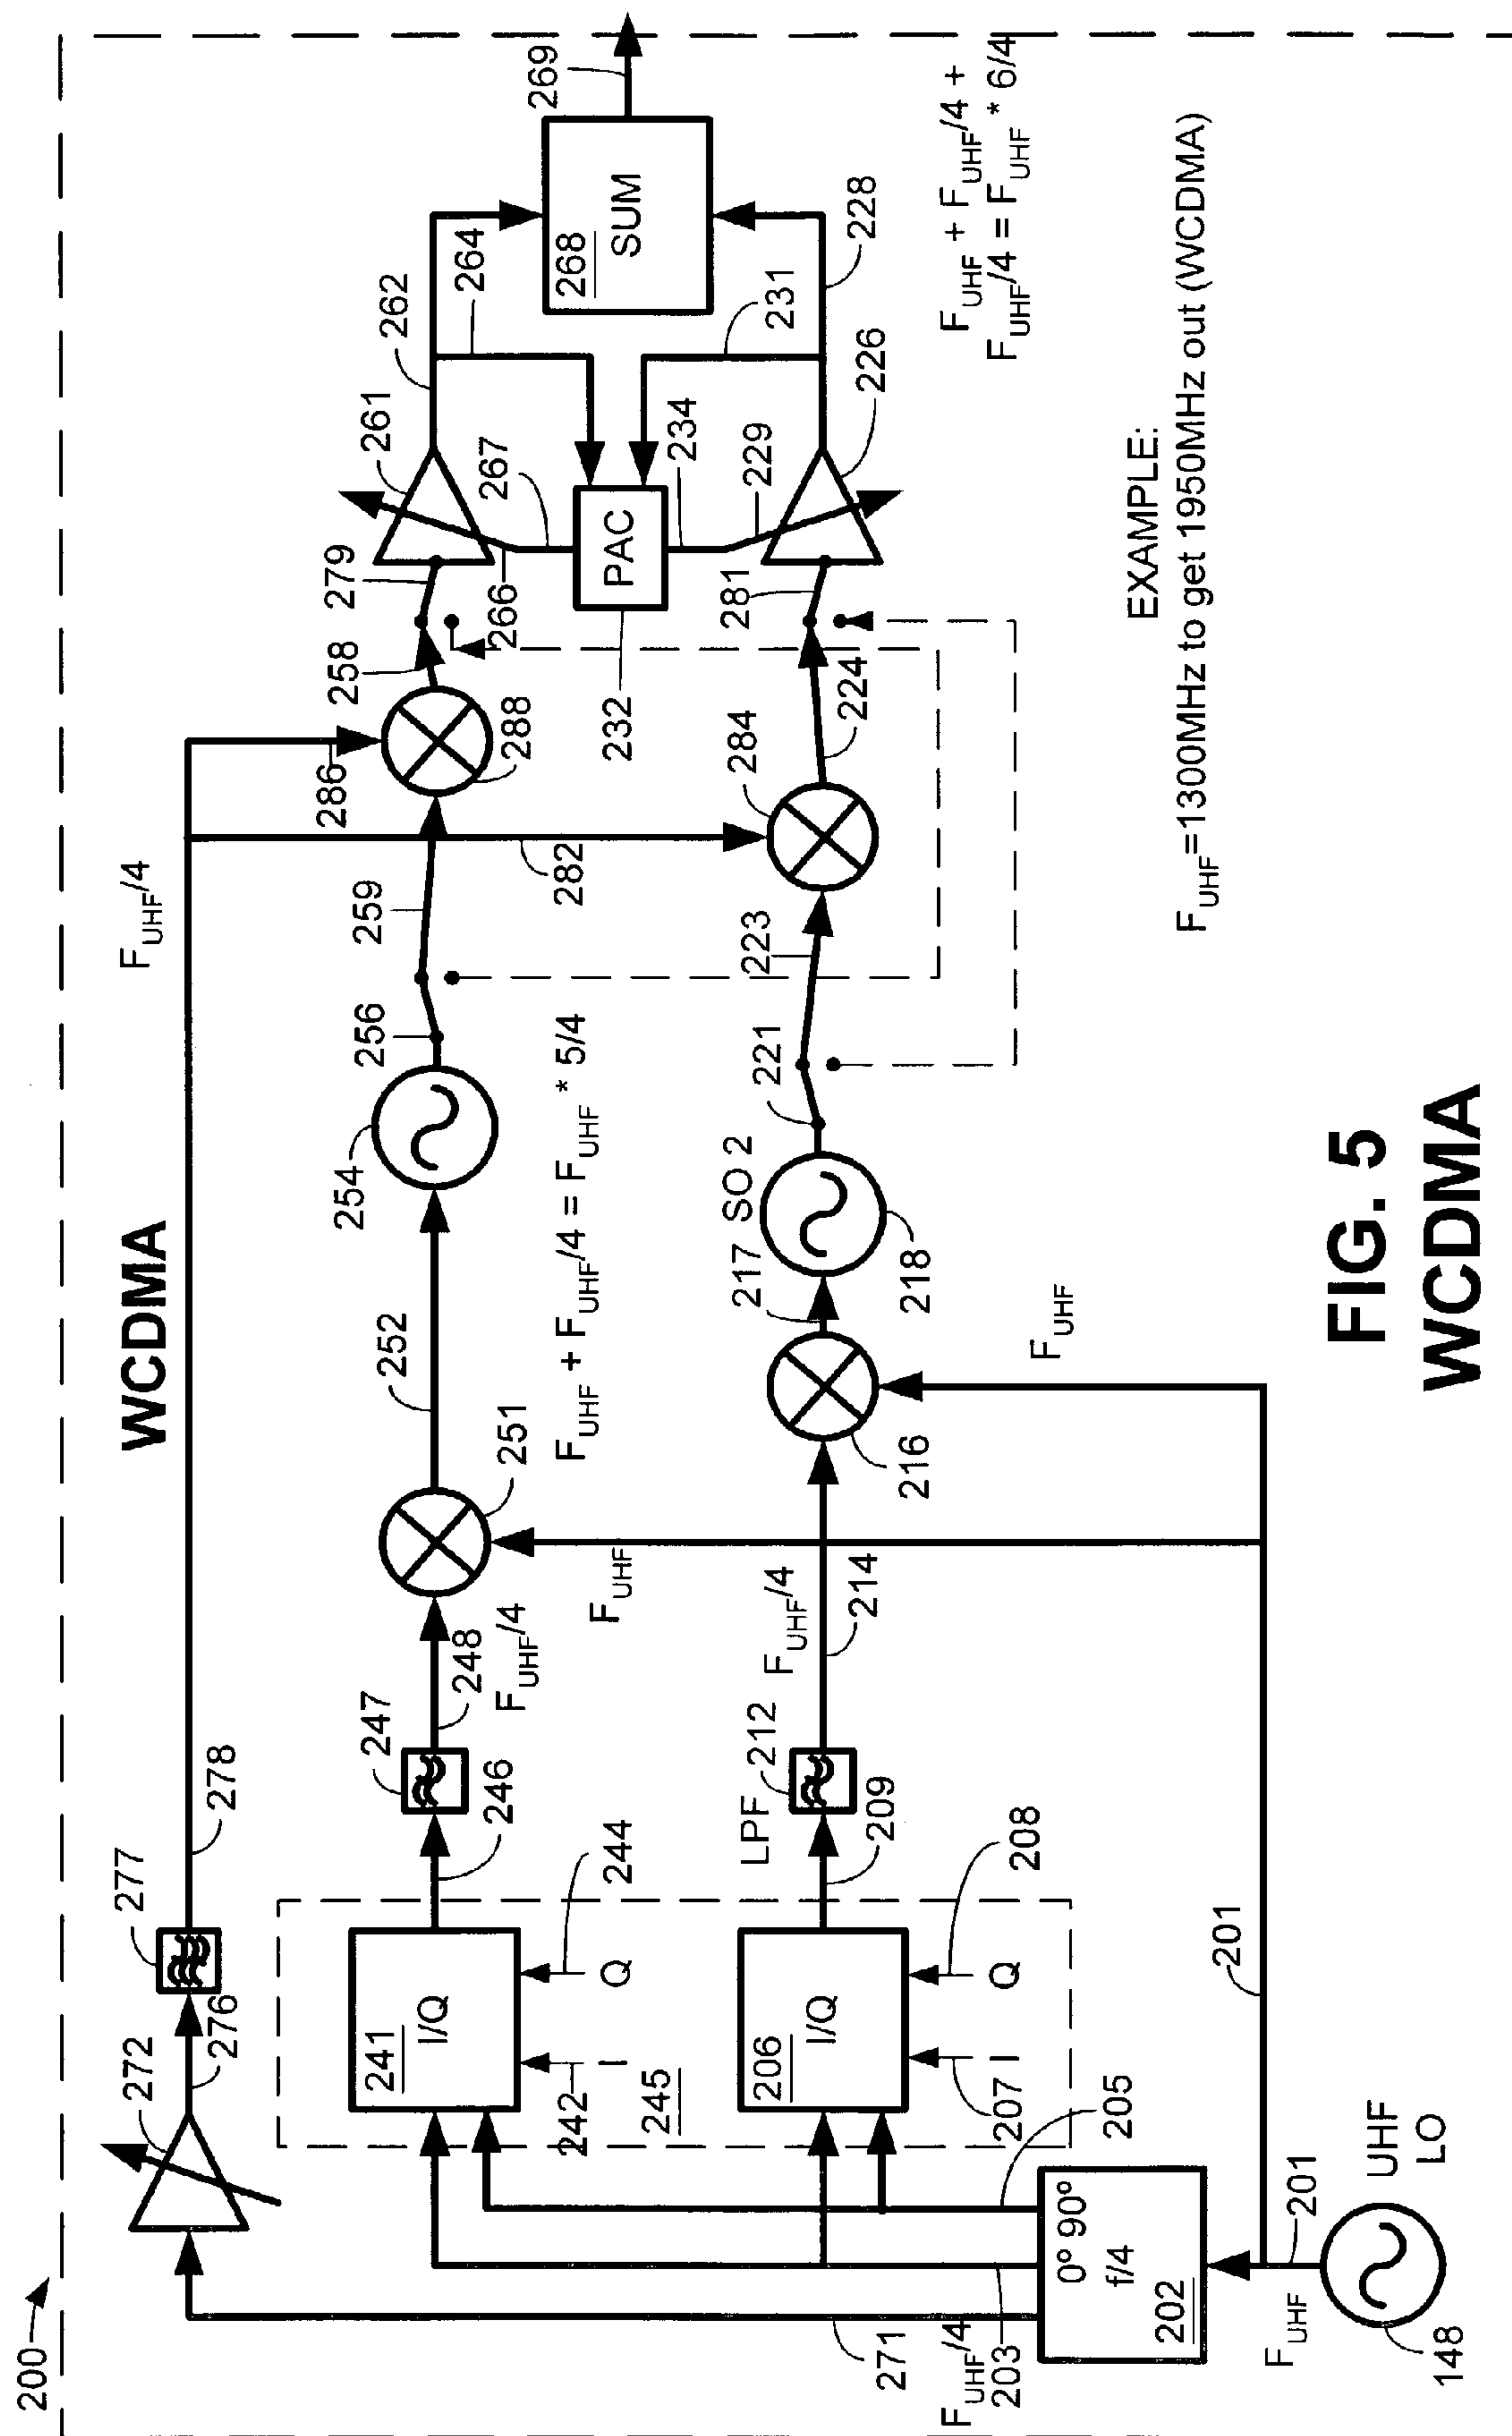 200
WCDMA
272
276
277
278
F_UHF/4
241
I/Q
I
Q
242
244
245
246
247
248
F_UHF/4
251
F_UHF
252
254
256
F_UHF + F_UHF/4 = F_UHF * 5/4
259
286
288
258
279
266
261
267
262
264
268
SUM
269
PAC
232
282
206
I/Q
I
Q
207
208
205
209
LPF
212
F_UHF/4
214
216
217
SO 2
218
221
223
284
224
281
234
229
226
231
228
F_UHF
F_UHF + F_UHF/4 +
F_UHF/4 = F_UHF * 6/4
271
F_UHF/4
203
0º 90º
f/4
202
F_UHF
201
201
148
UHF
LO
EXAMPLE:
F_UHF=1300MHz to get 1950MHz out (WCDMA)
FIG. 5
WCDMA